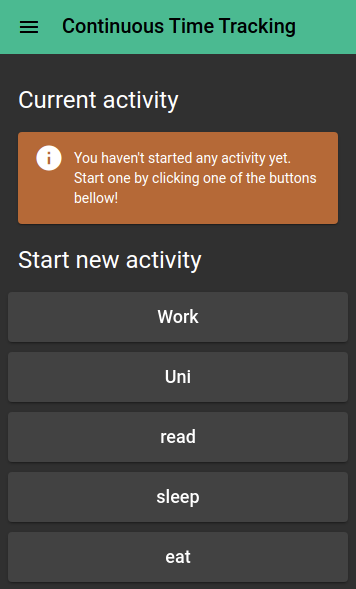 Continuous Time Tracking
Current activity
You haven't started any activity yet.
Start one by clicking one of the buttons
bellow!
Start new activity
Work
Uni
read
sleep
eat